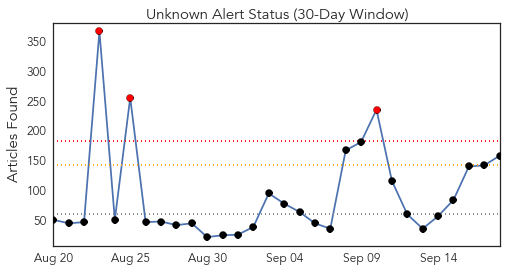 Unknown Alert Status (30-Day Window)
Articles Found
350
300
250
200
150
100
50
Aug 20
Aug 25
Aug 30
Sep 04
Sep 09
Sep 14